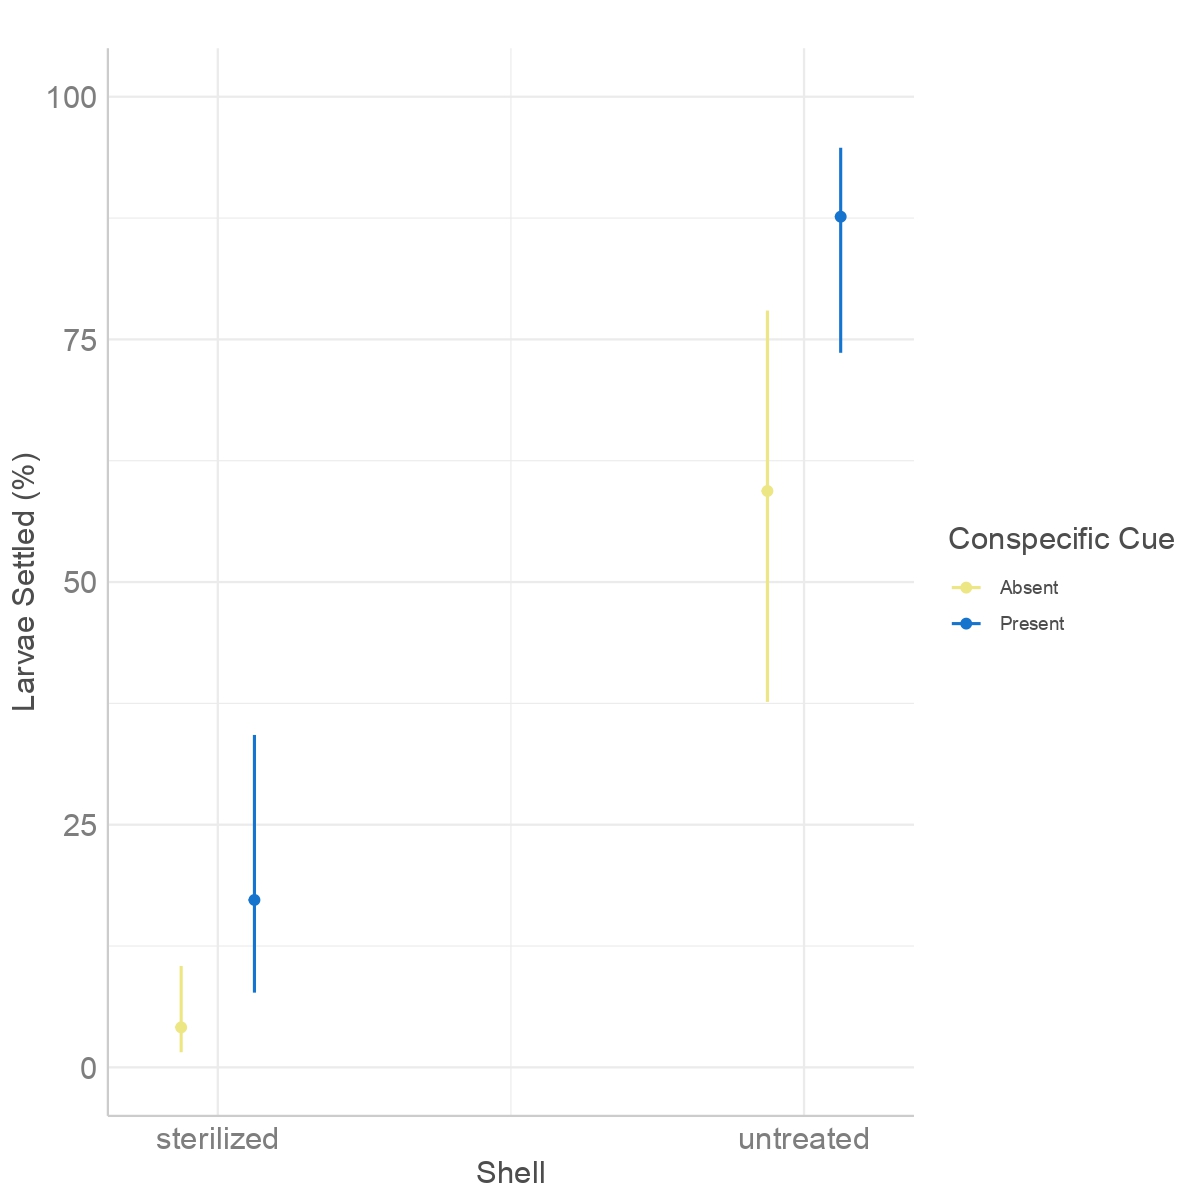 100
75
50
25
0
Larvae Settled (%)
sterilized
untreated
Shell
Conspecific Cue
Absent
Present